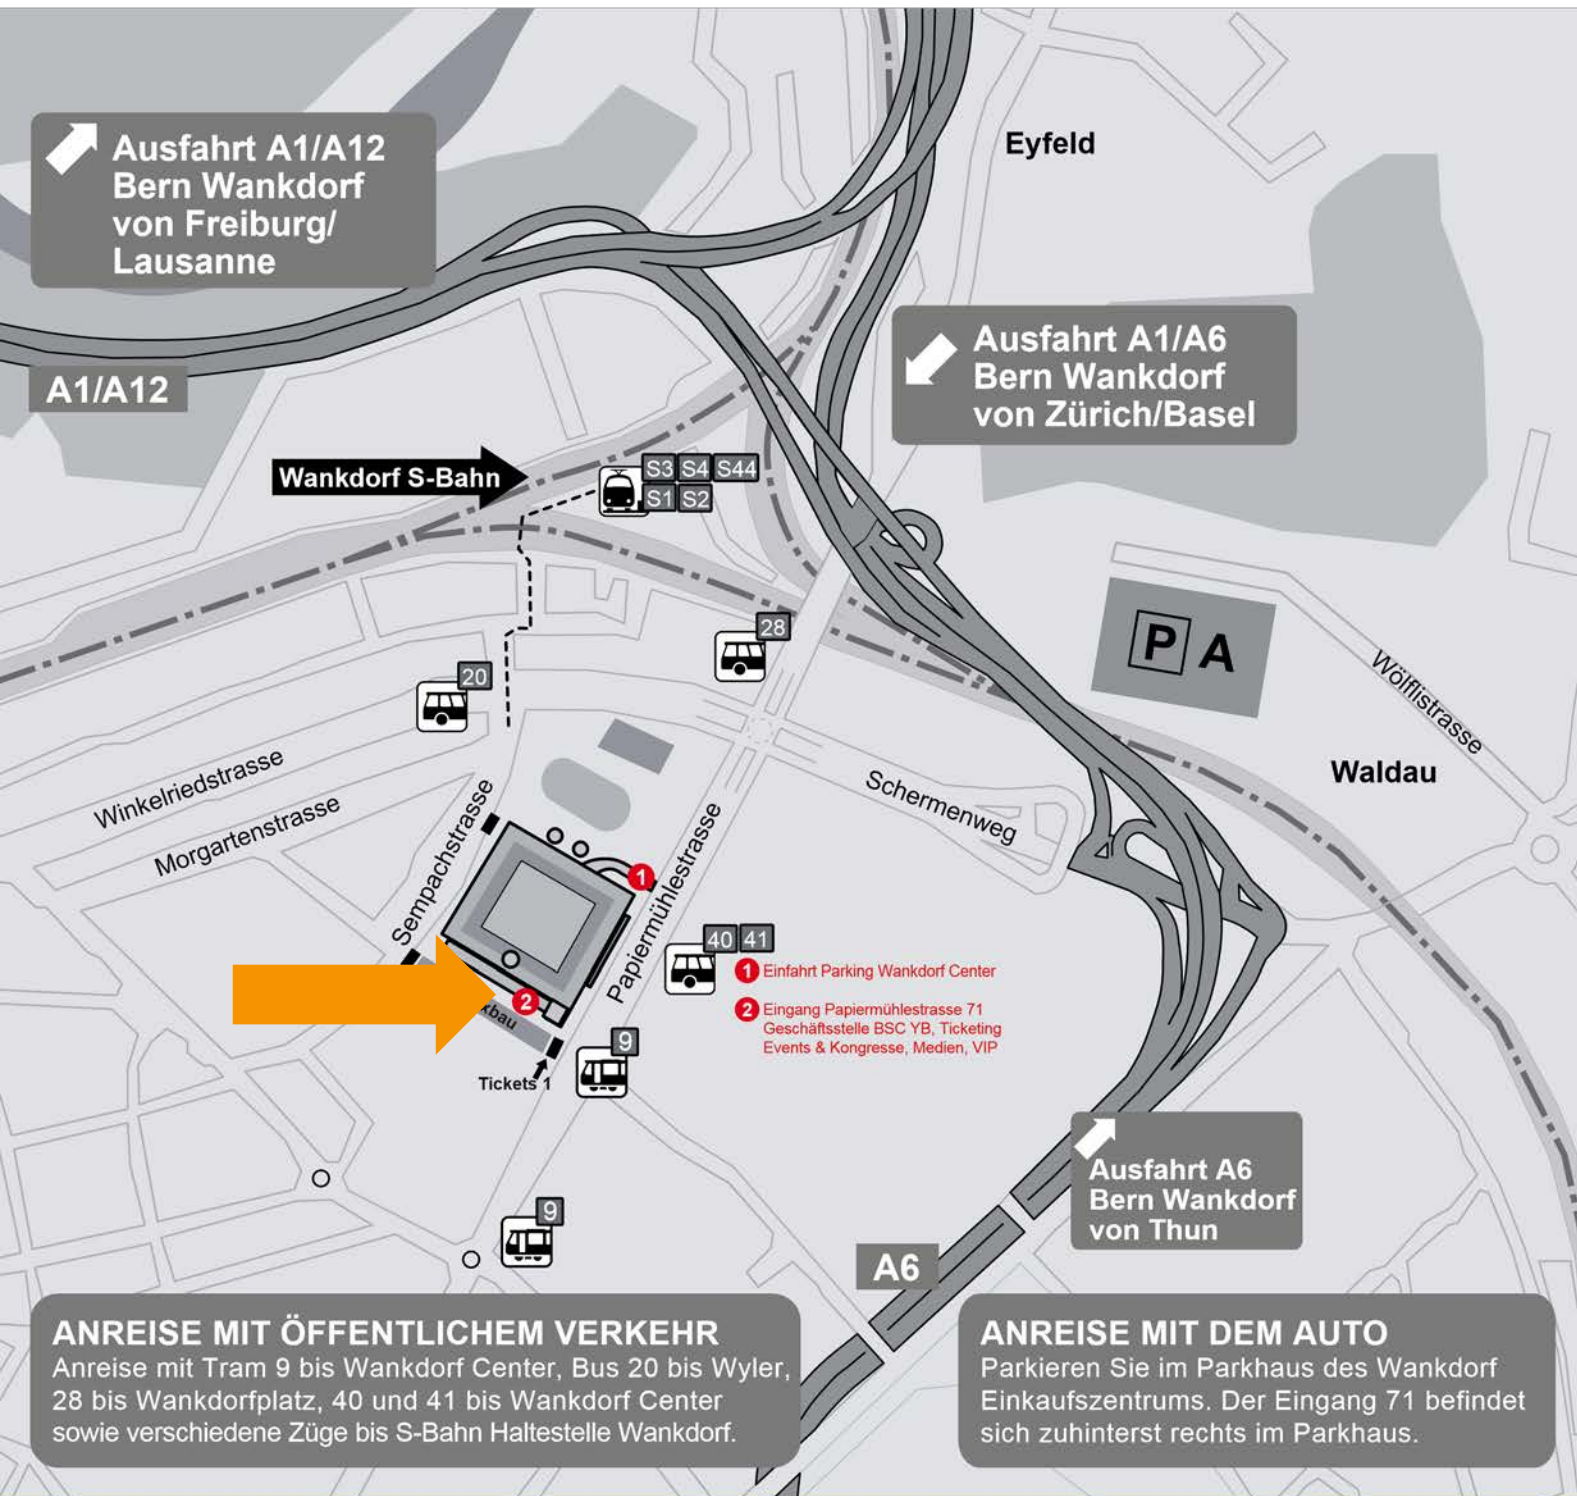 Ausfahrt A1/A12
Bern Wankdorf
von Freiburg/
Lausanne
Eyfeld
Ausfahrt A1/A6
Bern Wankdorf
von Zürich/Basel
A1/A12
Wankdorf S-Bahn
S3 S4 S44
S1 S2
28
20
P A
Wölflistrasse
Waldau
Winkelriedstrasse
Morgartenstrasse
Sempachstrasse
Papiermühlestrasse
Schermenweg
1
40 41
1 Einfahrt Parking Wankdorf Center
2 Eingang Papiermühlestrasse 71
Geschäftsstelle BSC YB, Ticketing
Events & Kongresse, Medien, VIP
2
9
Tickets 1
9
Ausfahrt A6
Bern Wankdorf
von Thun
A6
ANREISE MIT ÖFFENTLICHEM VERKEHR
Anreise mit Tram 9 bis Wankdorf Center, Bus 20 bis Wyler,
28 bis Wankdorfplatz, 40 und 41 bis Wankdorf Center
sowie verschiedene Züge bis S-Bahn Haltestelle Wankdorf.
ANREISE MIT DEM AUTO
Parkieren Sie im Parkhaus des Wankdorf
Einkaufszentrums. Der Eingang 71 befindet
sich zuhinterst rechts im Parkhaus.